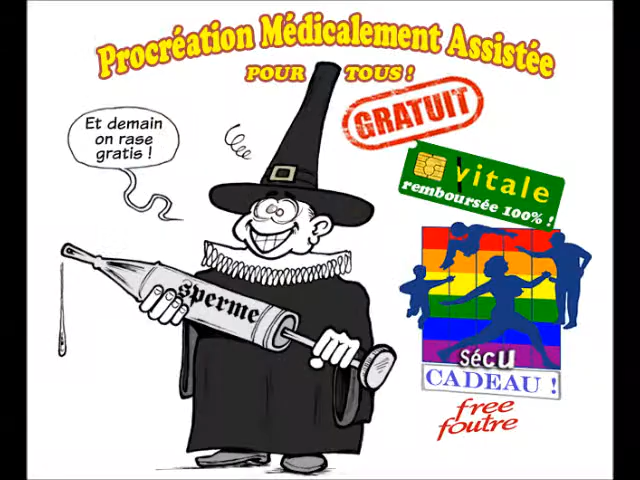 Procréation Médicalement Assistée
POUR TOUS !
GRATUIT
Et demain
on rase
gratis !
vitale
remboursée 100% !
sperme
sécu
CADEAU !
free
foutre